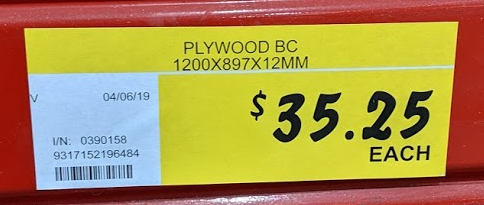 PLYWOOD BC
1200X897X12MM
V 04/06/19
$35.25
EACH
I/N: 0390158
9317152196484